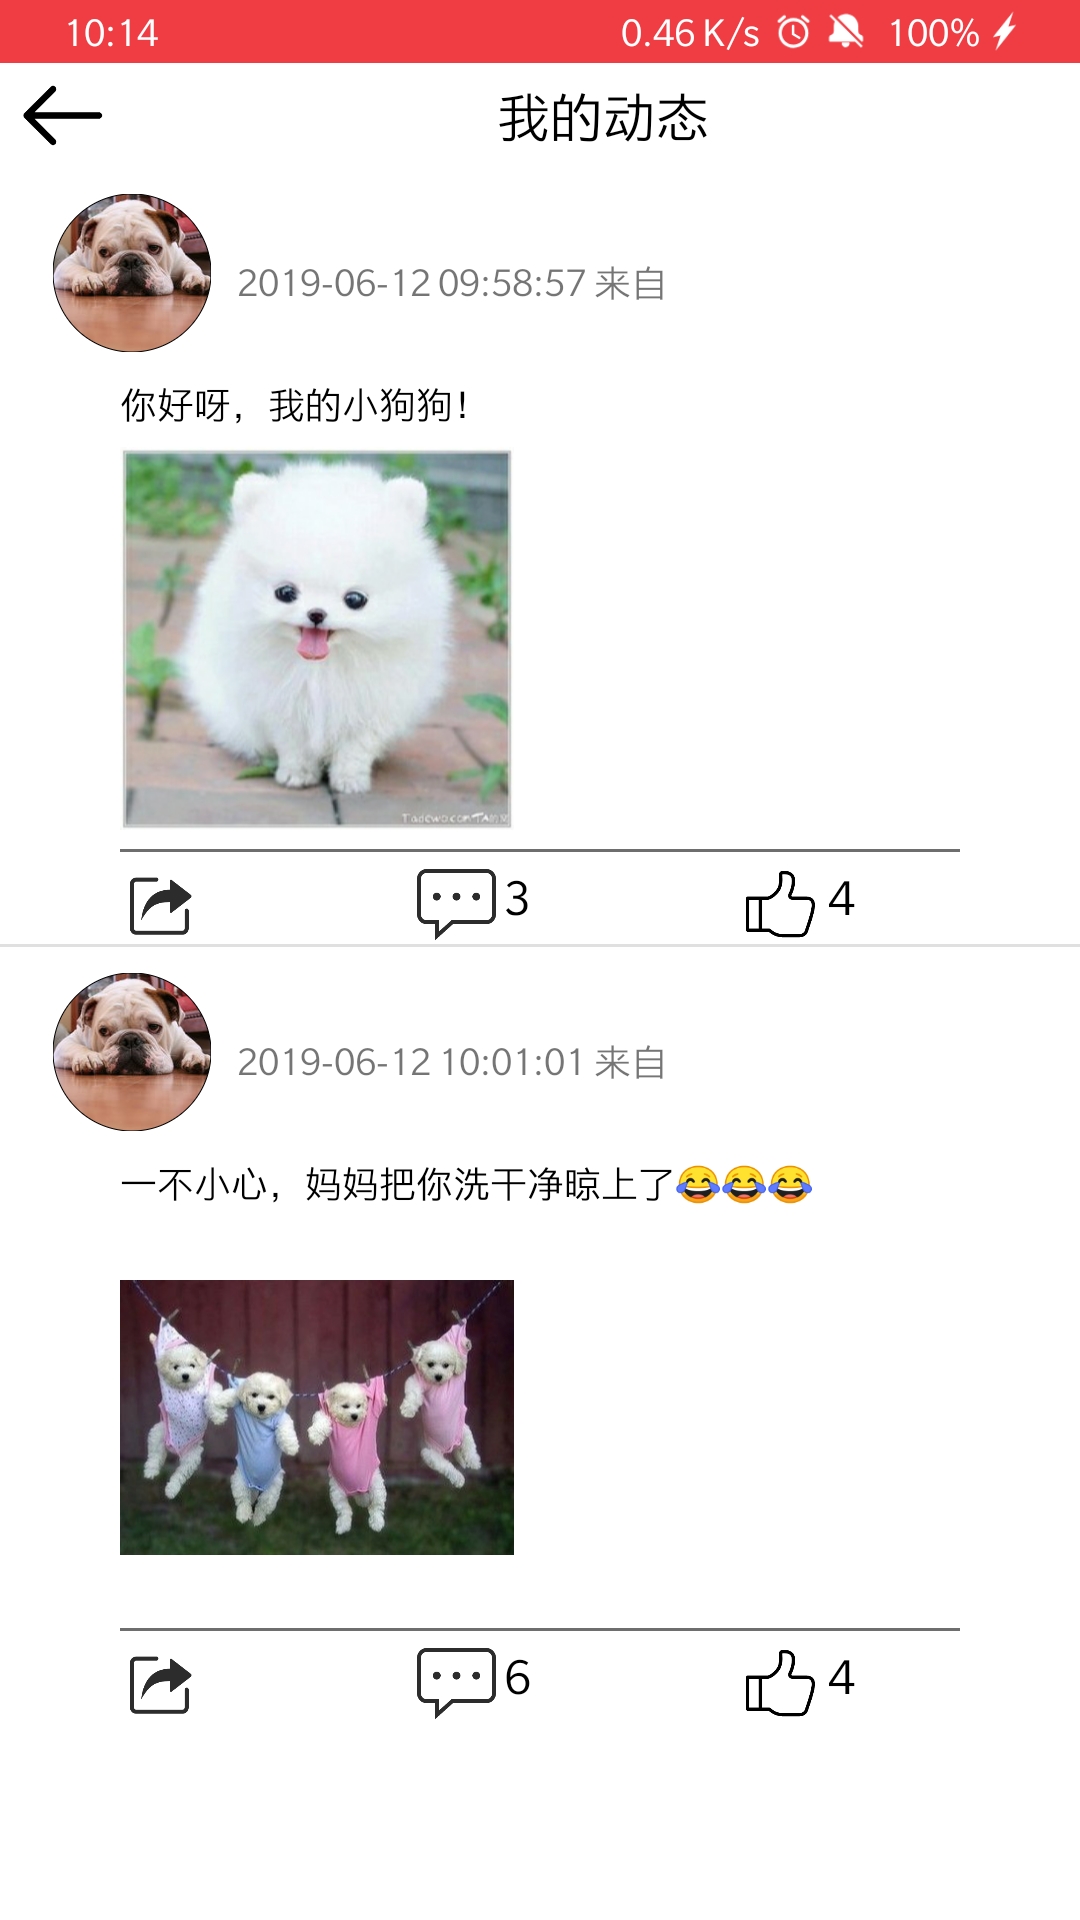 10:14 0.46 K/s 100%
我的动态
2019-06-12 09:58:57 来自
你好呀，我的小狗狗！
3 4
2019-06-12 10:01:01 来自
一不小心，妈妈把你洗干净晾上了😂😂😂
6 4